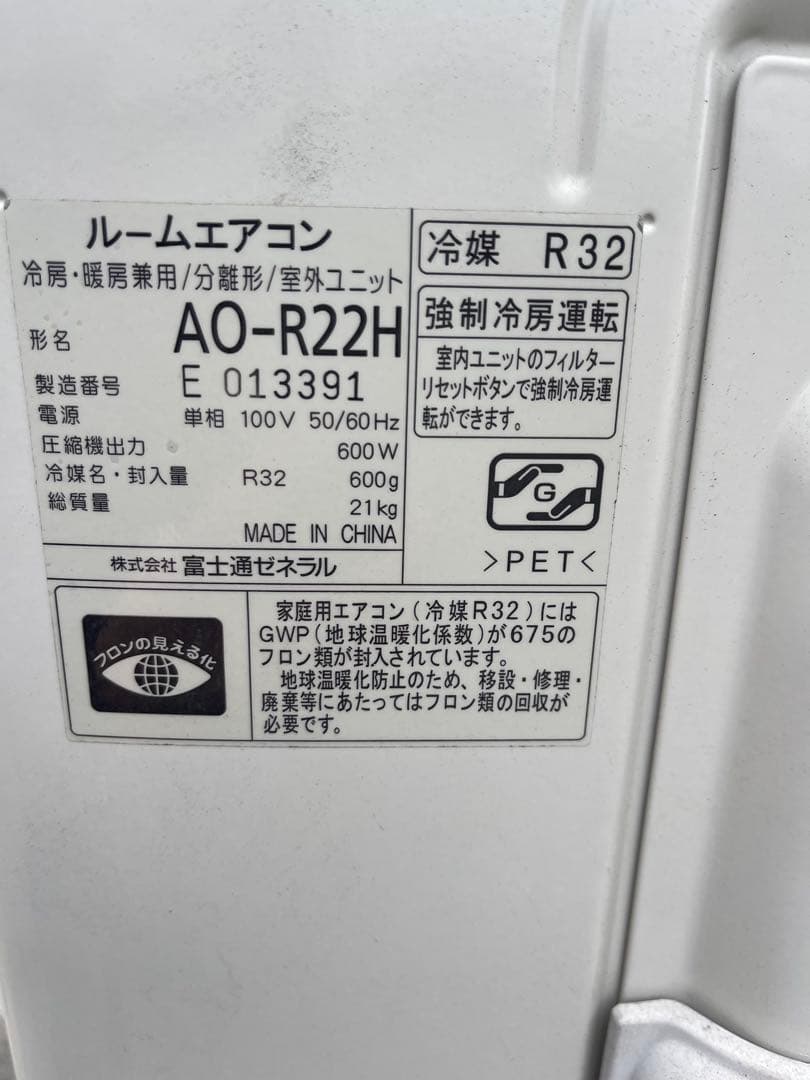 ルームエアコン
冷房・暖房兼用/分離形/室外ユニット
形名 AO-R22H
製造番号 E 013391
電源 単相 100V 50/60Hz
圧縮機出力 600W
冷媒名・封入量 R32 600g
総質量 21kg
MADE IN CHINA
株式会社 富士通ゼネラル
冷媒 R32
強制冷房運転
室内ユニットのフィルター
リセットボタンで強制冷房運
転ができます。
G
>PET<
フロンの見える化
家庭用エアコン(冷媒R32)には
GWP(地球温暖化係数)が675の
フロン類が封入されています。
地球温暖化防止のため、移設・修理・
廃棄等にあたってはフロン類の回収が
必要です。